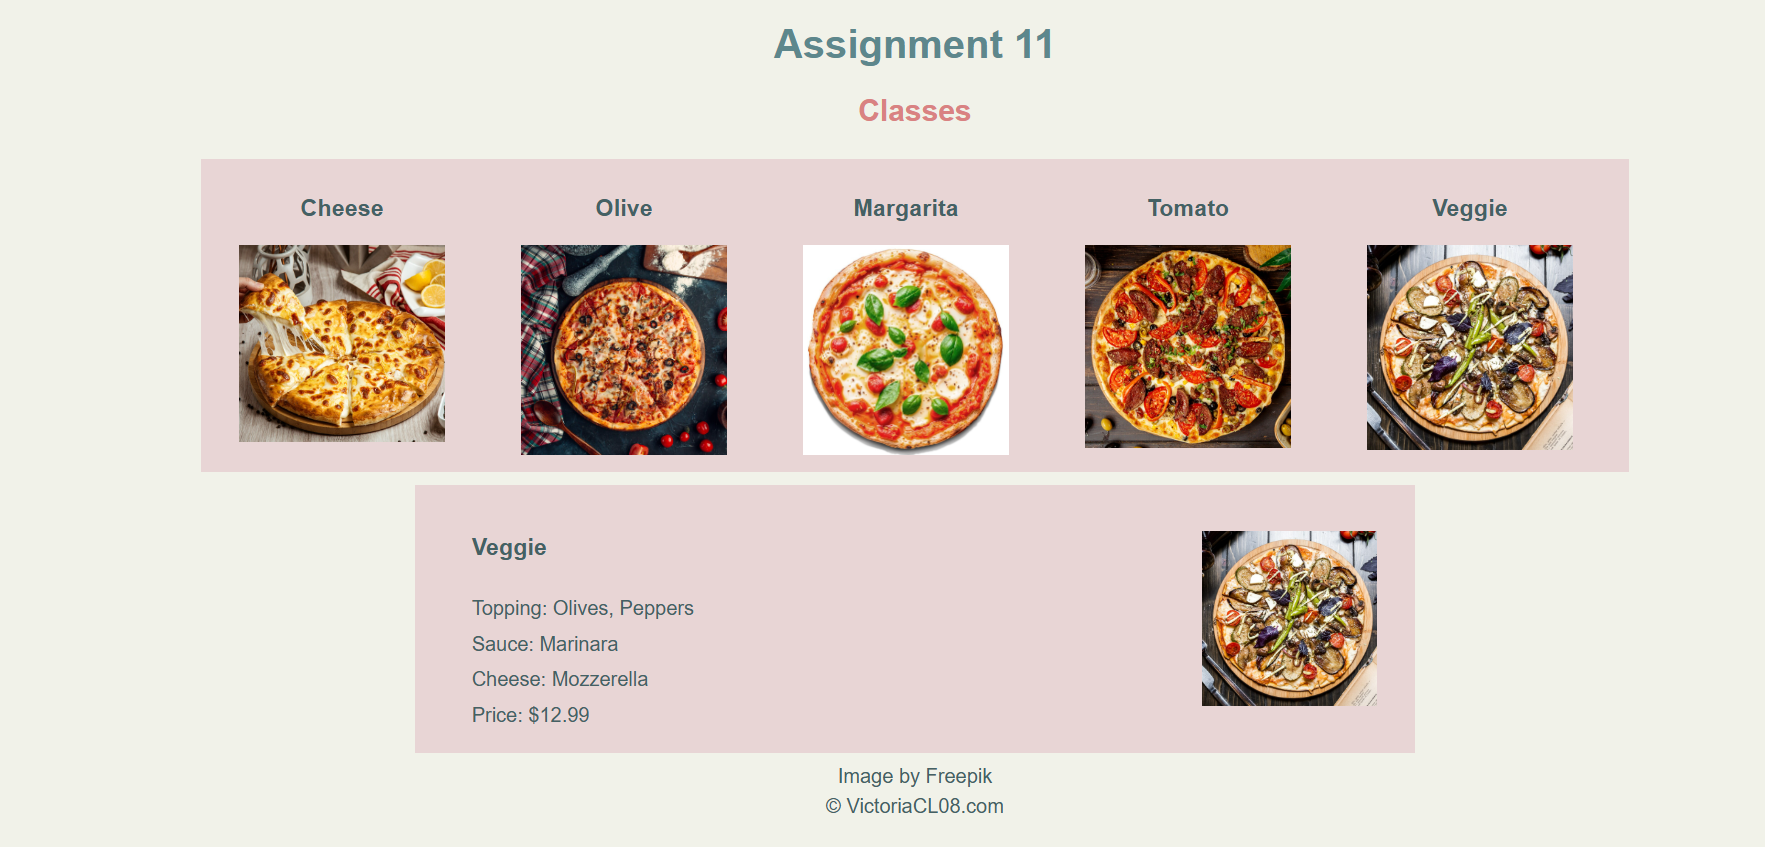 Assignment 11
Classes
Cheese
Olive
Margarita
Tomato
Veggie
Veggie
Topping: Olives, Peppers
Sauce: Marinara
Cheese: Mozzerella
Price: $12.99
Image by Freepik
© VictoriaCL08.com